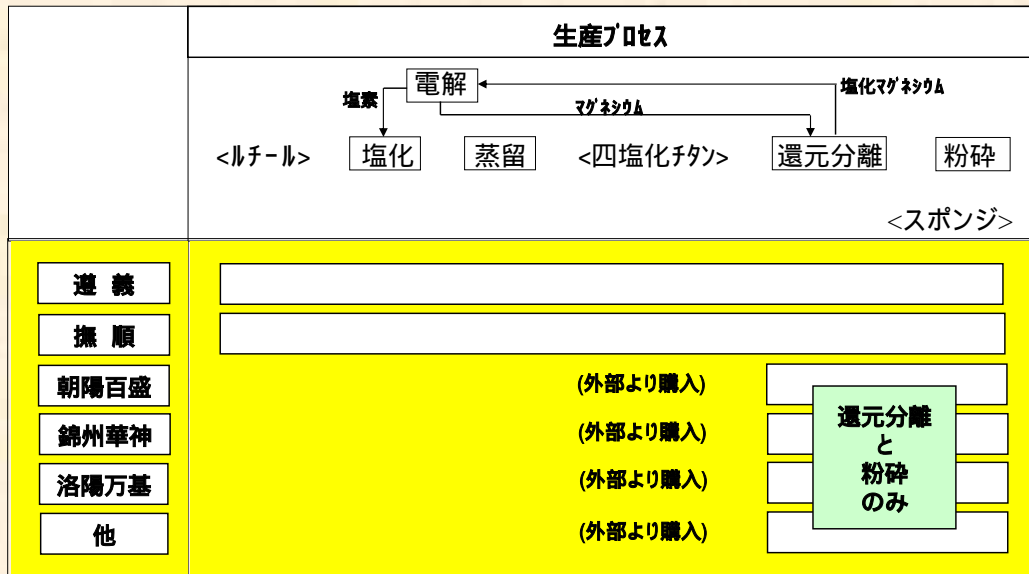 生産ﾌﾟﾛｾｽ
電解
塩素
塩化ﾏｸﾞﾈｼｳﾑ
ﾏｸﾞﾈｼｳﾑ
<ﾙﾁｰﾙ> 塩化 蒸留 <四塩化ﾁﾀﾝ> 還元分離 粉砕
<スポンジ>
遵 義
撫 順
朝陽百盛 (外部より購入)
錦州華神 (外部より購入)
洛陽万基 (外部より購入)
他 (外部より購入)
還元分離
と
粉砕
のみ